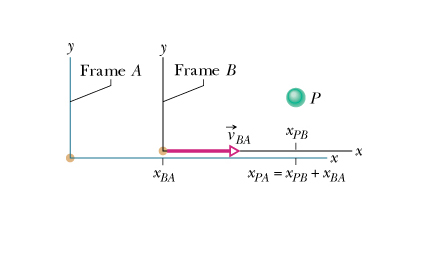 y
y
Frame A
Frame B
P
v⃗BA
xPB
x
x
xBA
xPA = xPB + xBA